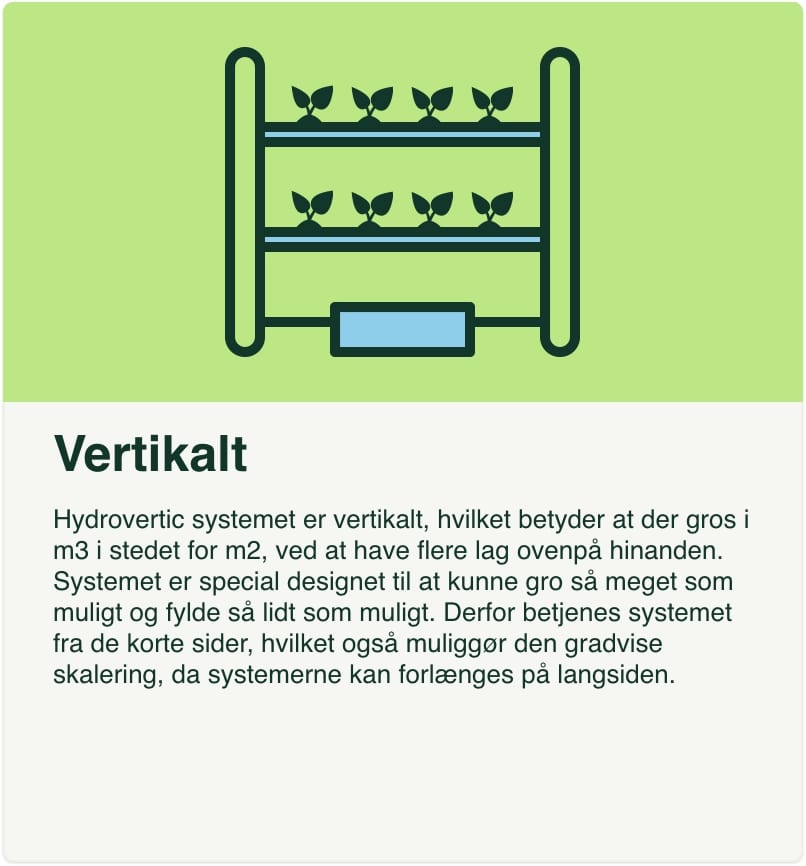 Vertikalt
Hydrovertic systemet er vertikalt, hvilket betyder at der gros i
m3 i stedet for m2, ved at have flere lag ovenpå hinanden.
Systemet er special designet til at kunne gro så meget som
muligt og fylde så lidt som muligt. Derfor betjenes systemet
fra de korte sider, hvilket også muliggør den gradvise
skalering, da systemerne kan forlænges på langsiden.